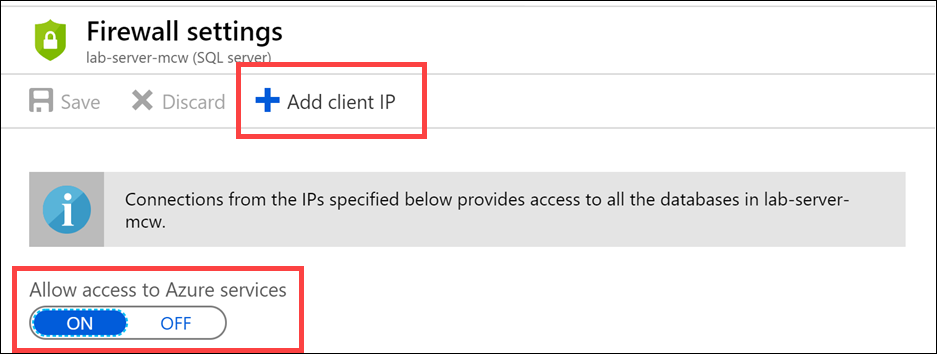 Firewall settings
lab-server-mcw (SQL server)
Save Discard Add client IP
Connections from the IPs specified below provides access to all the databases in lab-server-
mcw.
Allow access to Azure services
ON OFF